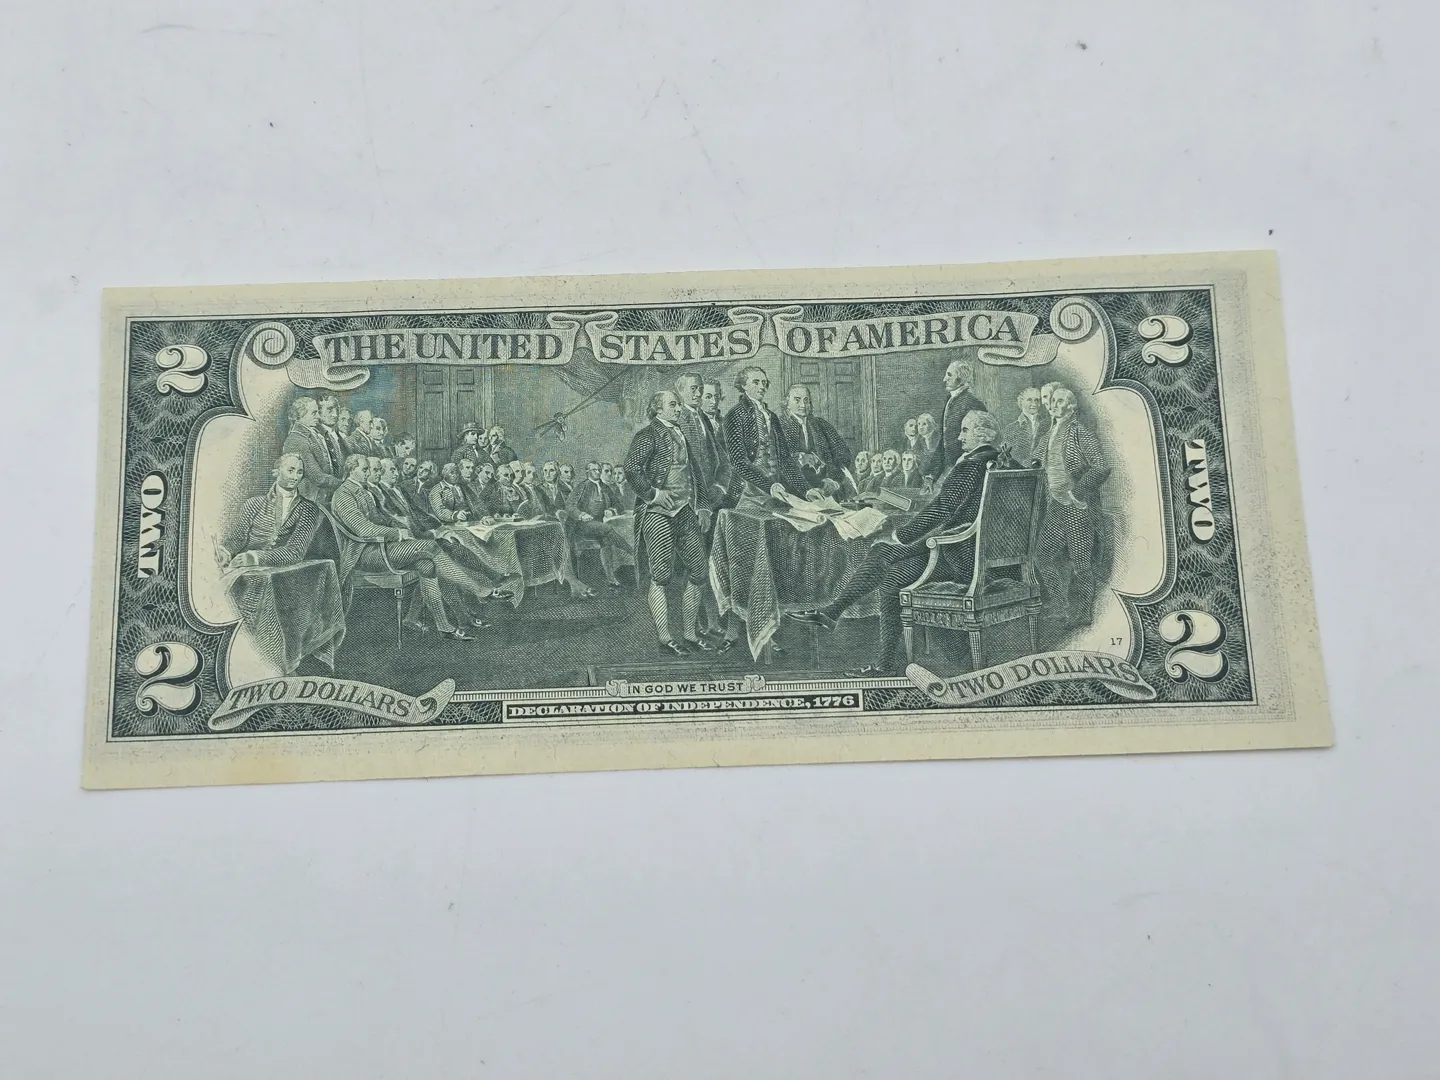 THE UNITED STATES OF AMERICA
2
2
TWO
TWO
17
2
2
TWO DOLLARS
TWO DOLLARS
IN GOD WE TRUST
DECLARATION OF INDEPENDENCE, 1776